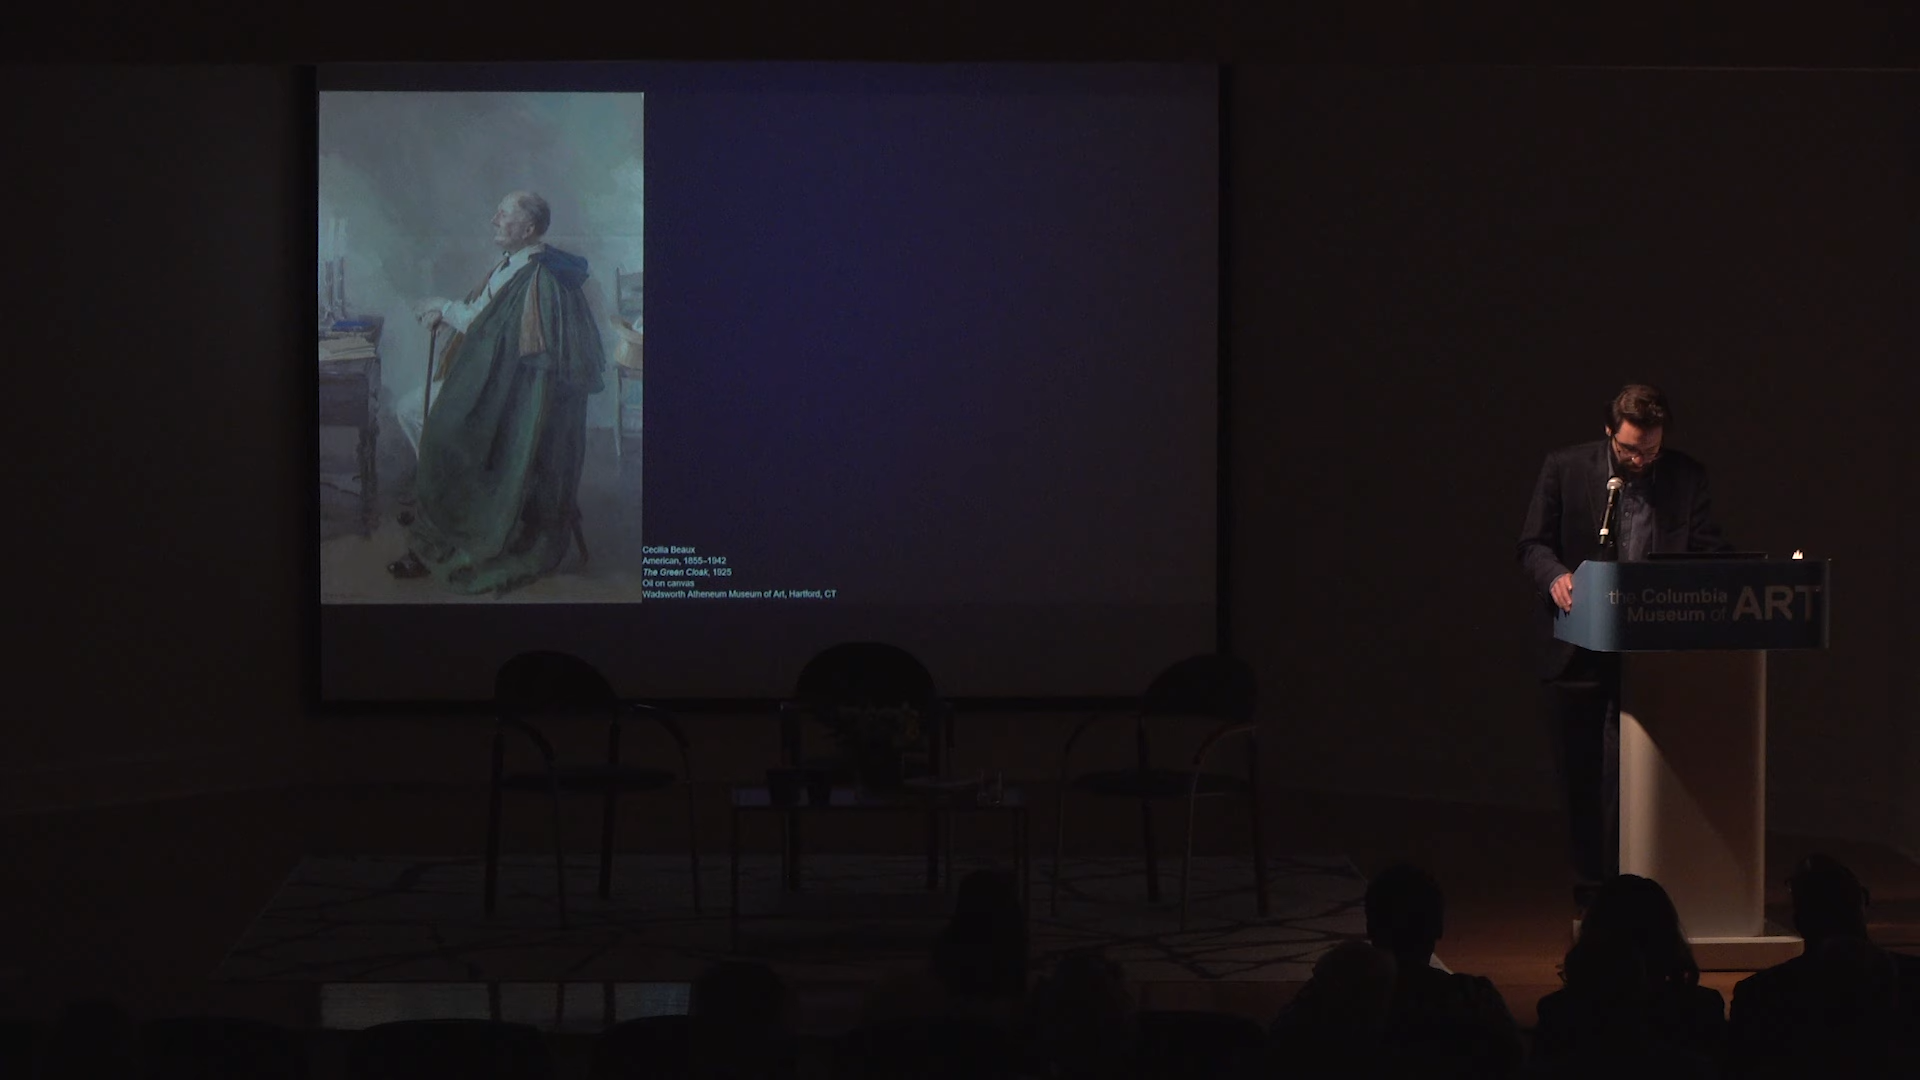 Cecilia Beaux
American, 1855–1942
The Green Cloak, 1925
Oil on canvas
Wadsworth Atheneum Museum of Art, Hartford, CT
the Columbia
Museum of ART